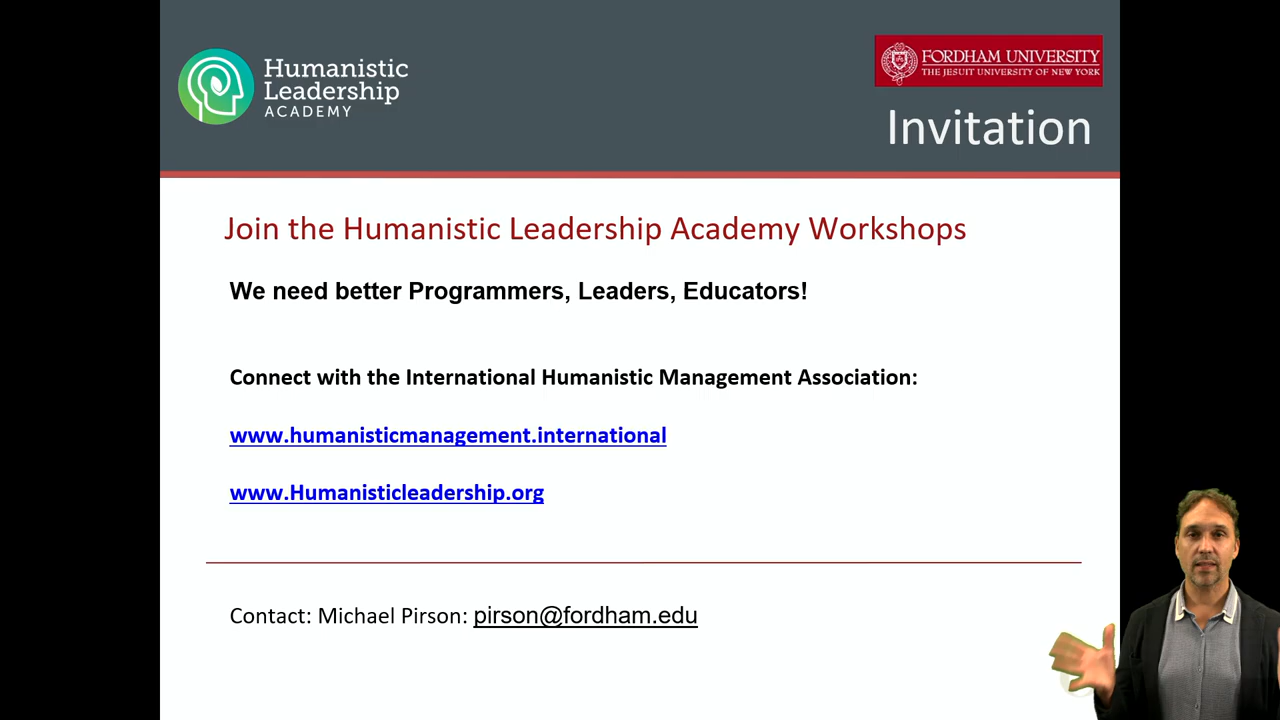 Humanistic
Leadership
ACADEMY
FORDHAM UNIVERSITY
THE JESUIT UNIVERSITY OF NEW YORK
Invitation
Join the Humanistic Leadership Academy Workshops
We need better Programmers, Leaders, Educators!
Connect with the International Humanistic Management Association:
www.humanisticmanagement.international
www.Humanisticleadership.org
Contact: Michael Pirson: pirson@fordham.edu